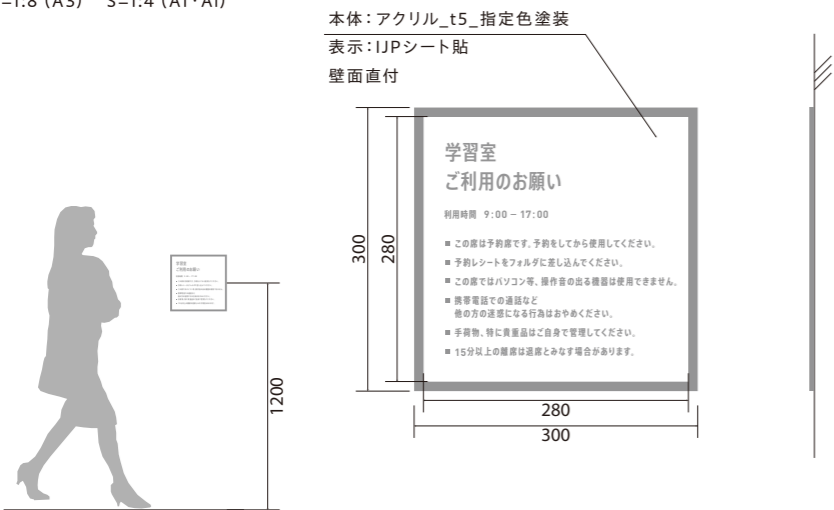 =1:8 (A3)　S=1:4 (A1・A1)
本体：アクリル_t5_指定色塗装
表示：IJPシート貼
壁面直付
学習室
ご利用のお願い
利用時間 9:00 – 17:00
■ この席は予約席です。予約をしてから使用してください。
■ 予約レシートをフォルダに差し込んでください。
■ この席ではパソコン等、操作音の出る機器は使用できません。
■ 携帯電話での通話など
他の方の迷惑になる行為はおやめください。
■ 手荷物、特に貴重品はご自身で管理してください。
■ 15分以上の離席は退席とみなす場合があります。
300
280
280
300
学習室
ご利用のお願い
1200